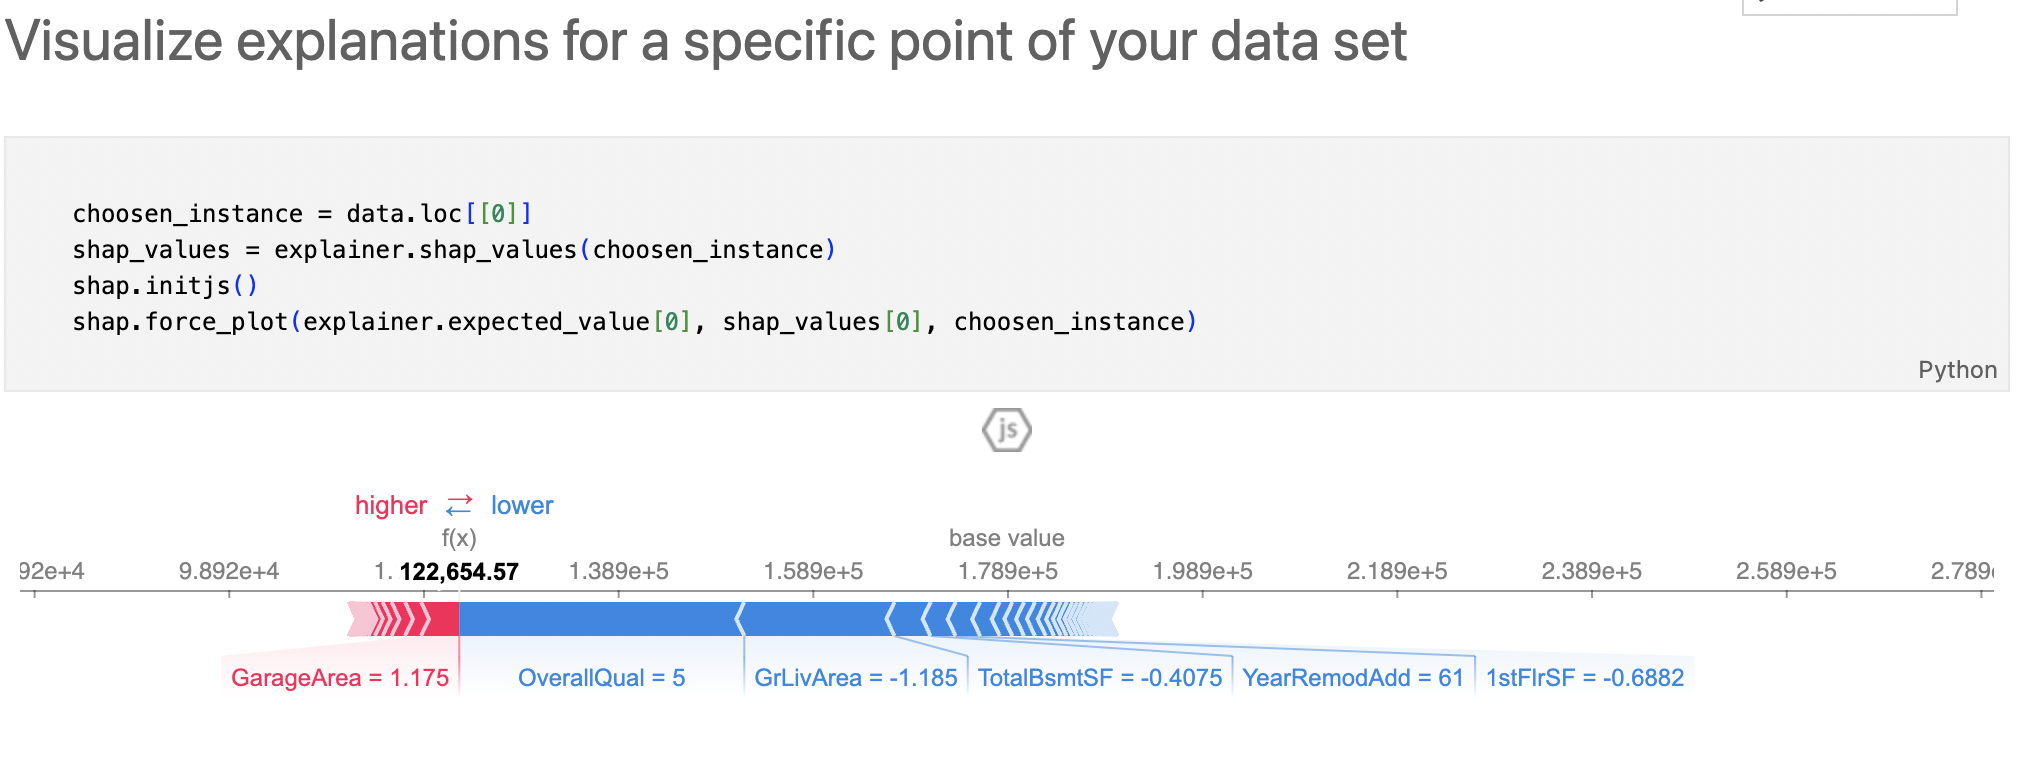 Visualize explanations for a specific point of your data set
choosen_instance = data.loc[[0]]
shap_values = explainer.shap_values(choosen_instance)
shap.initjs()
shap.force_plot(explainer.expected_value[0], shap_values[0], choosen_instance)
Python
js
higher ⇄ lower
f(x) base value
92e+4 9.892e+4 1. 122,654.57 1.389e+5 1.589e+5 1.789e+5 1.989e+5 2.189e+5 2.389e+5 2.589e+5 2.789
GarageArea = 1.175 OverallQual = 5 GrLivArea = -1.185 TotalBsmtSF = -0.4075 YearRemodAdd = 61 1stFlrSF = -0.6882